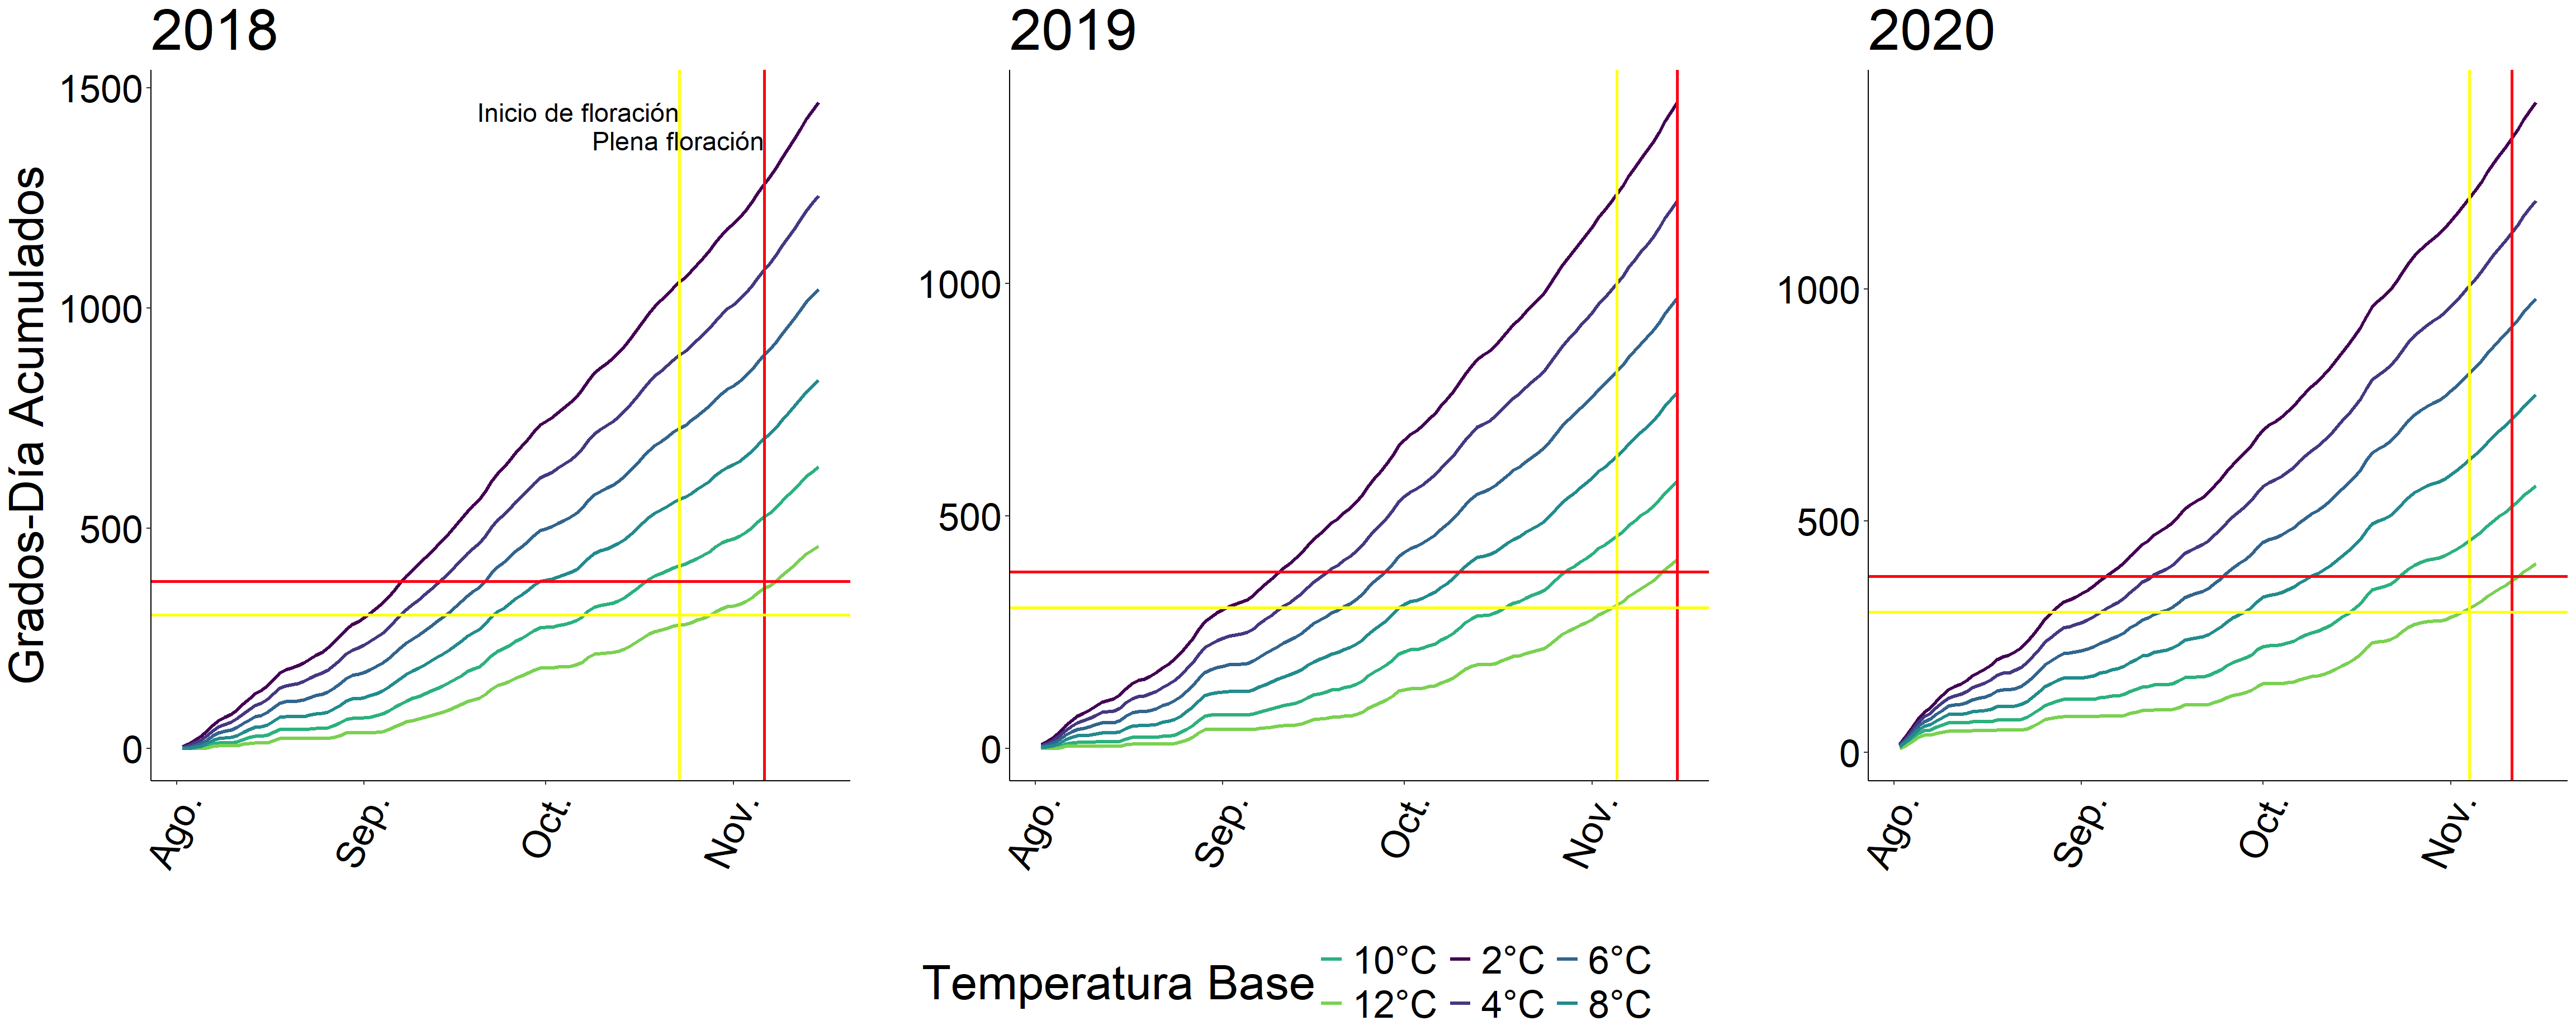 2018
2019
2020
Grados-Día Acumulados
1500
1000
500
0
Inicio de floración
Plena floración
Ago.
Sep.
Oct.
Nov.
1000
500
0
Ago.
Sep.
Oct.
Nov.
1000
500
0
Ago.
Sep.
Oct.
Nov.
Temperatura Base
10°C 2°C 6°C
12°C 4°C 8°C